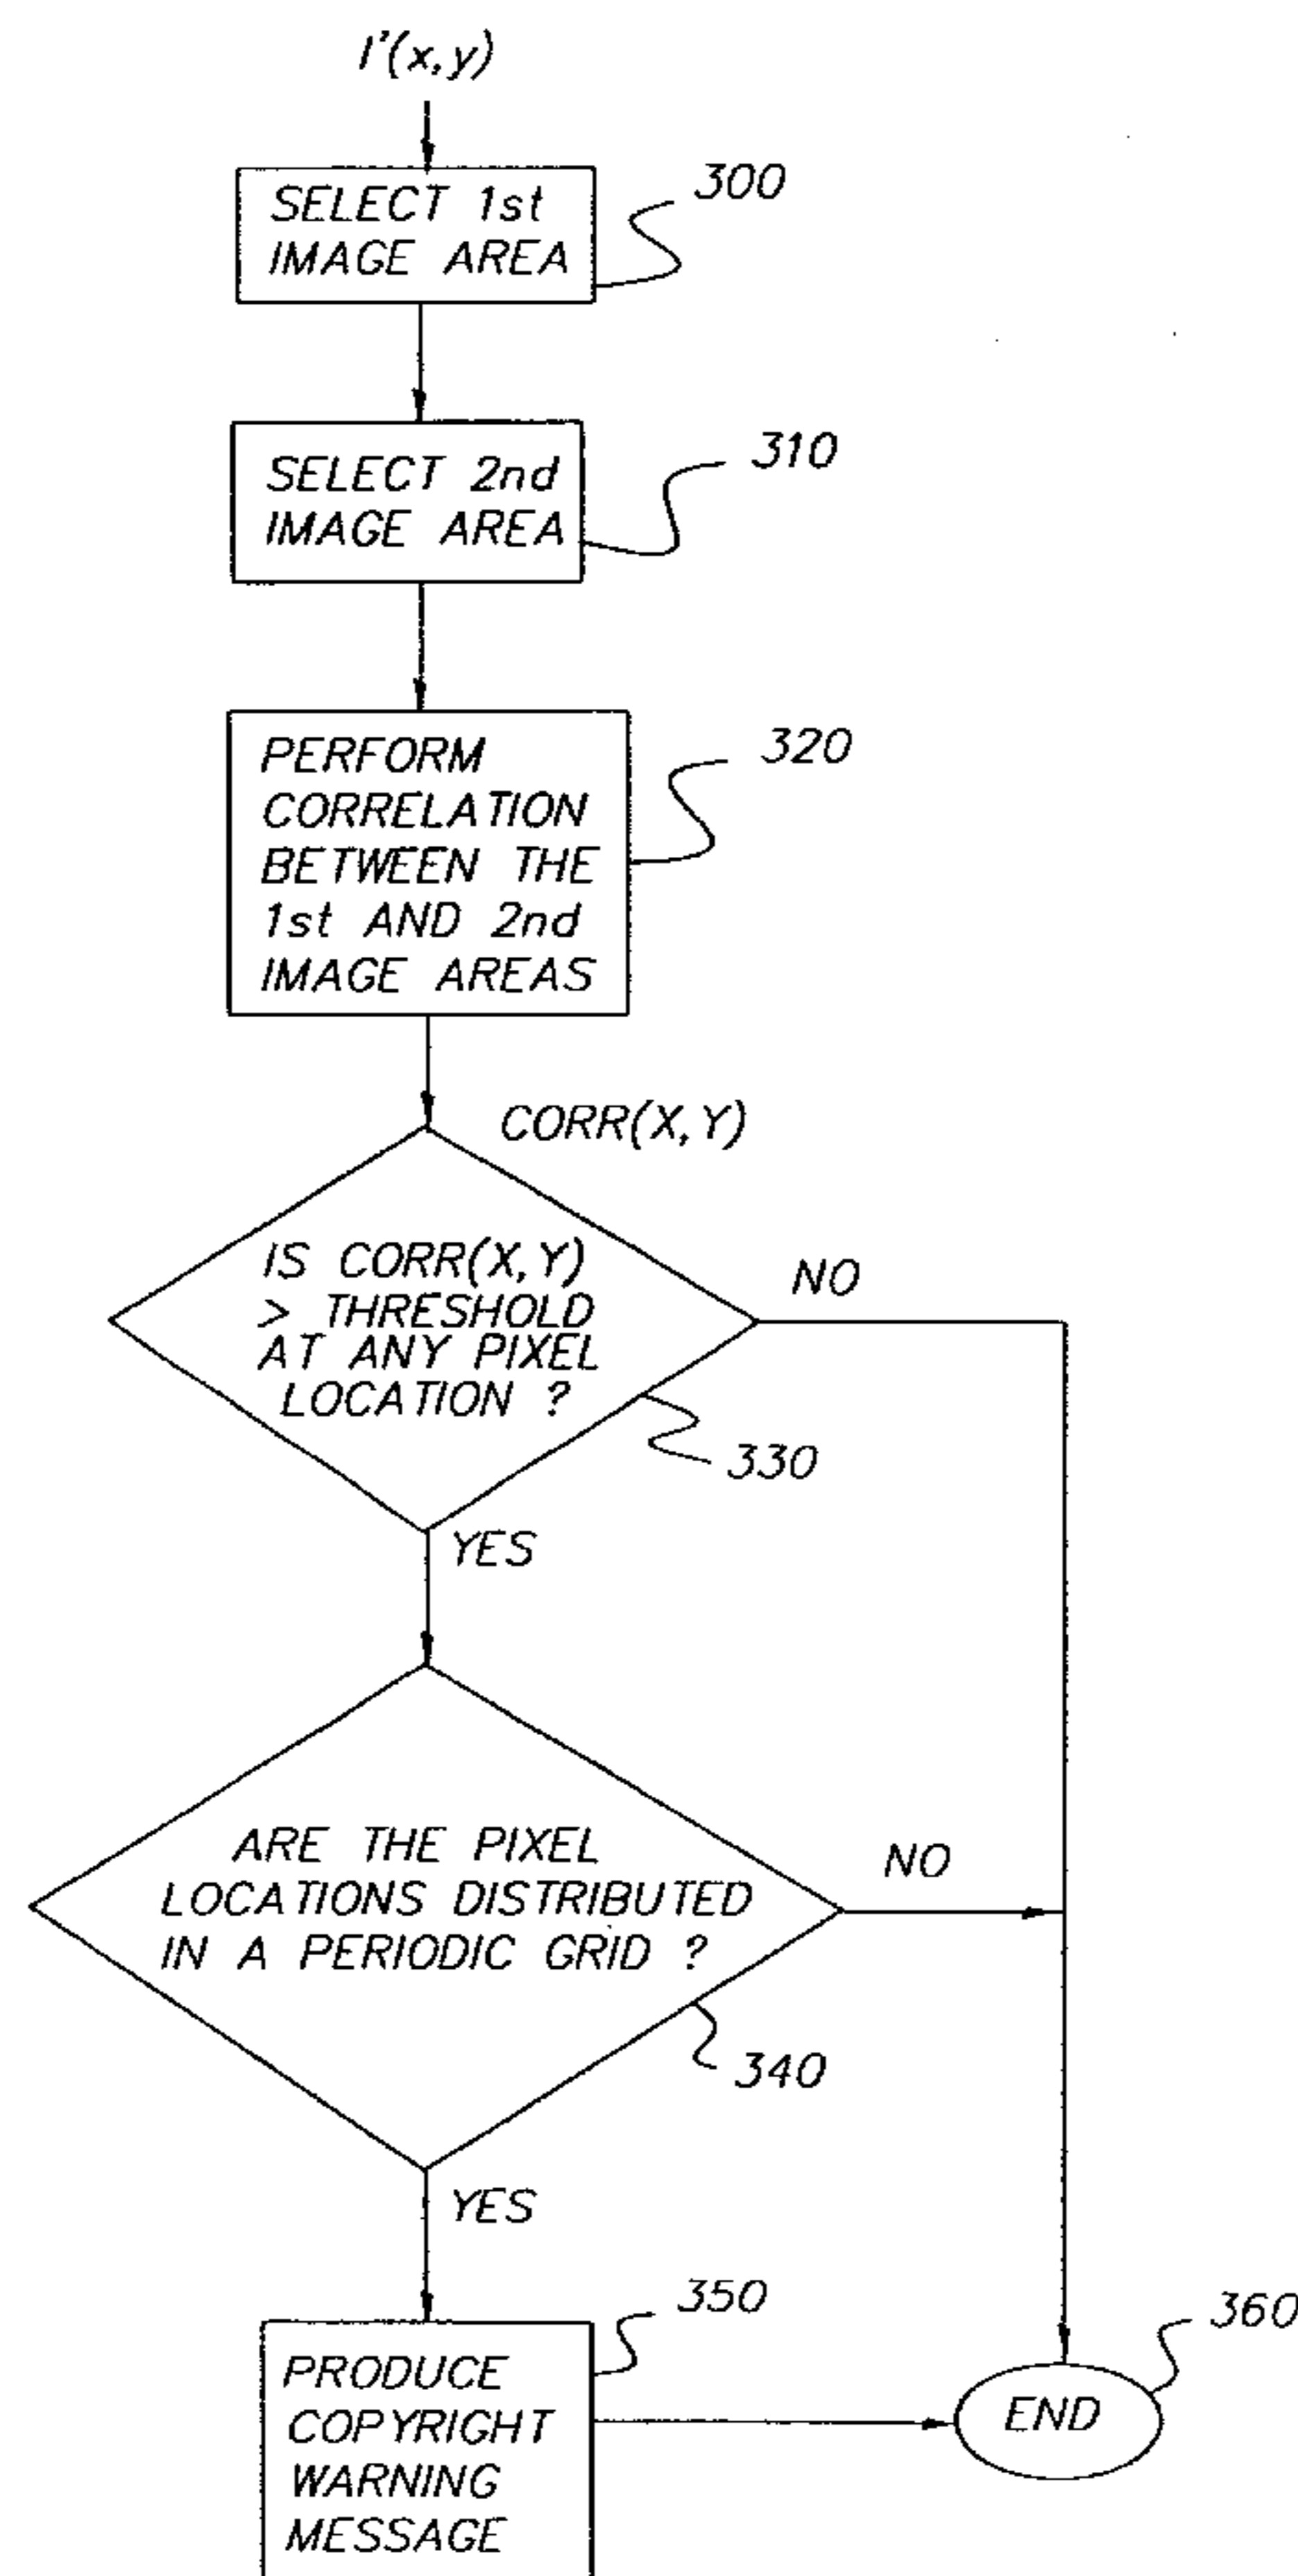 I'(x,y)
SELECT 1st
IMAGE AREA
300
SELECT 2nd
IMAGE AREA
310
PERFORM
CORRELATION
BETWEEN THE
1st AND 2nd
IMAGE AREAS
320
CORR(X,Y)
IS CORR(X,Y)
> THRESHOLD
AT ANY PIXEL
LOCATION ?
NO
330
YES
ARE THE PIXEL
LOCATIONS DISTRIBUTED
IN A PERIODIC GRID ?
NO
340
YES
PRODUCE
COPYRIGHT
WARNING
MESSAGE
350
END
360